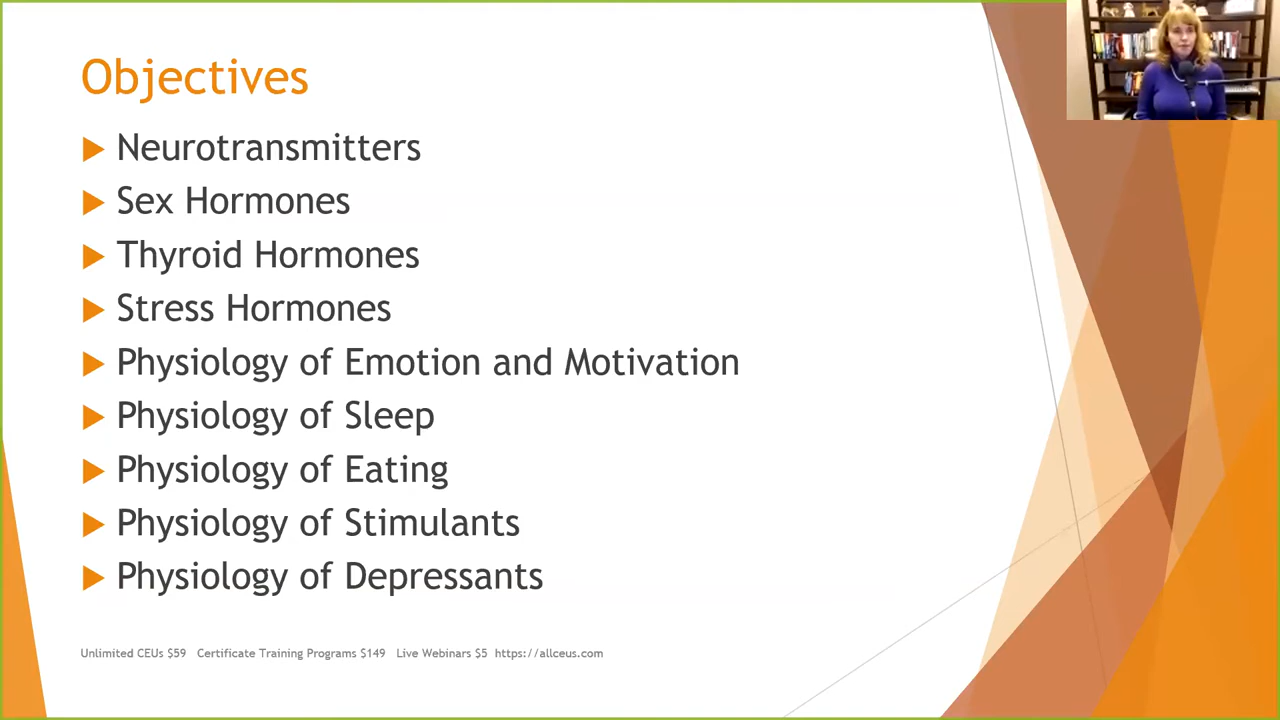 Objectives
Neurotransmitters
Sex Hormones
Thyroid Hormones
Stress Hormones
Physiology of Emotion and Motivation
Physiology of Sleep
Physiology of Eating
Physiology of Stimulants
Physiology of Depressants
Unlimited CEUs $59 Certificate Training Programs $149 Live Webinars $5 https://allceus.com